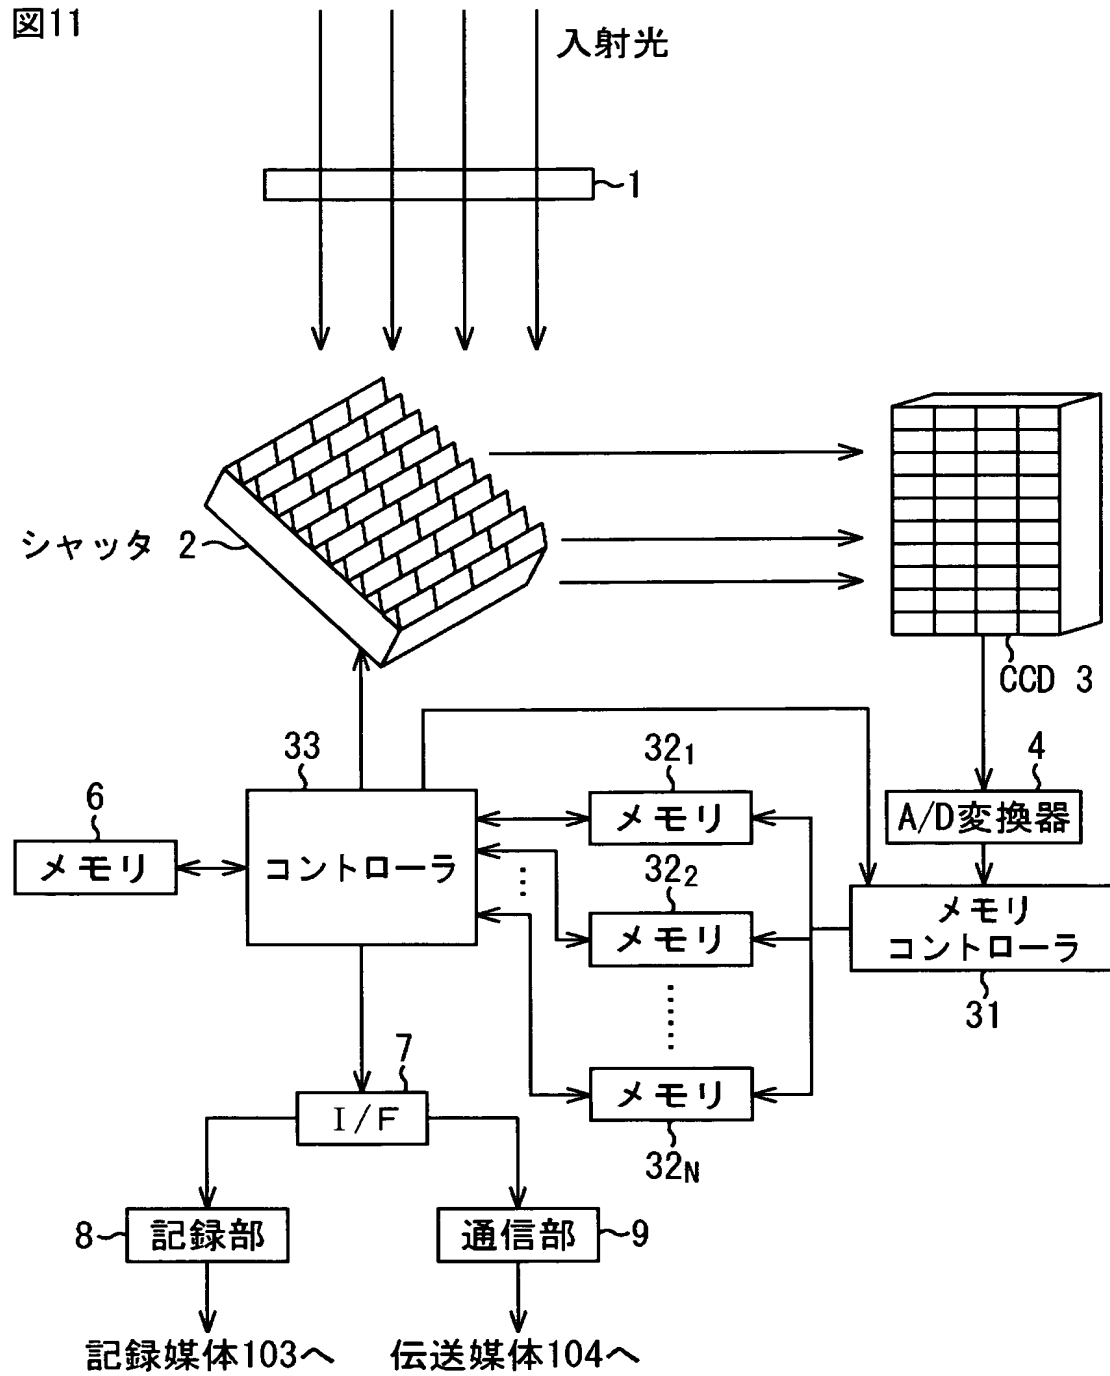 図11
入射光
1
シャッタ 2
CCD 3
33
32₁
4
6
メモリ
A/D変換器
メモリ
コントローラ
32₂
メモリ
メモリ
コントローラ
31
7
メモリ
I/F
32N
8
記録部
通信部
9
記録媒体103へ
伝送媒体104へ